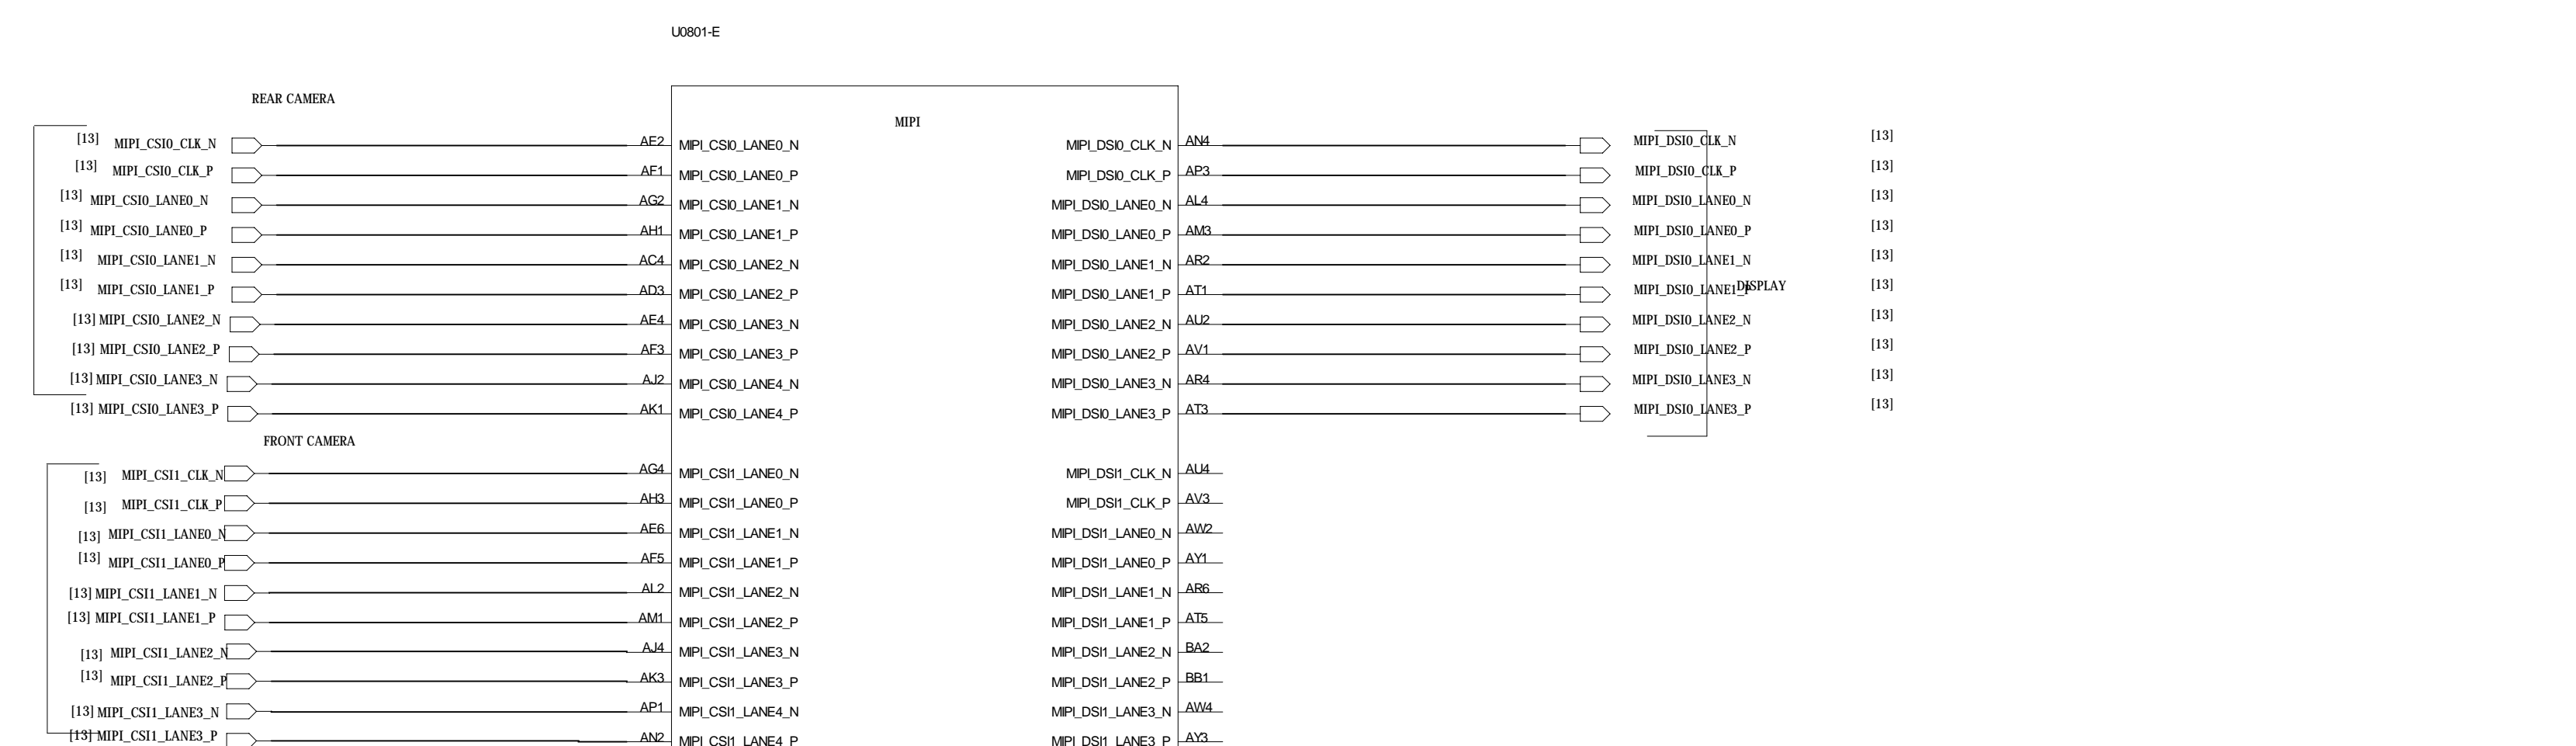 U0801-E
REAR CAMERA
MIPI
[13] MIPI_CSI0_CLK_N AE2 MIPI_CSI0_LANE0_N MIPI_DSI0_CLK_N AN4 MIPI_DSI0_CLK_N [13]
[13] MIPI_CSI0_CLK_P AF1 MIPI_CSI0_LANE0_P MIPI_DSI0_CLK_P AP3 MIPI_DSI0_CLK_P [13]
[13] MIPI_CSI0_LANE0_N AG2 MIPI_CSI0_LANE1_N MIPI_DSI0_LANE0_N AL4 MIPI_DSI0_LANE0_N [13]
[13] MIPI_CSI0_LANE0_P AH1 MIPI_CSI0_LANE1_P MIPI_DSI0_LANE0_P AM3 MIPI_DSI0_LANE0_P [13]
[13] MIPI_CSI0_LANE1_N AC4 MIPI_CSI0_LANE2_N MIPI_DSI0_LANE1_N AR2 MIPI_DSI0_LANE1_N [13]
[13] MIPI_CSI0_LANE1_P AD3 MIPI_CSI0_LANE2_P MIPI_DSI0_LANE1_P AT1 MIPI_DSI0_LANE1_P DISPLAY [13]
[13] MIPI_CSI0_LANE2_N AE4 MIPI_CSI0_LANE3_N MIPI_DSI0_LANE2_N AU2 MIPI_DSI0_LANE2_N [13]
[13] MIPI_CSI0_LANE2_P AF3 MIPI_CSI0_LANE3_P MIPI_DSI0_LANE2_P AV1 MIPI_DSI0_LANE2_P [13]
[13] MIPI_CSI0_LANE3_N AJ2 MIPI_CSI0_LANE4_N MIPI_DSI0_LANE3_N AR4 MIPI_DSI0_LANE3_N [13]
[13] MIPI_CSI0_LANE3_P AK1 MIPI_CSI0_LANE4_P MIPI_DSI0_LANE3_P AT3 MIPI_DSI0_LANE3_P [13]
FRONT CAMERA
[13] MIPI_CSI1_CLK_N AG4 MIPI_CSI1_LANE0_N MIPI_DSI1_CLK_N AU4
[13] MIPI_CSI1_CLK_P AH3 MIPI_CSI1_LANE0_P MIPI_DSI1_CLK_P AV3
[13] MIPI_CSI1_LANE0_N AE6 MIPI_CSI1_LANE1_N MIPI_DSI1_LANE0_N AW2
[13] MIPI_CSI1_LANE0_P AF5 MIPI_CSI1_LANE1_P MIPI_DSI1_LANE0_P AY1
[13] MIPI_CSI1_LANE1_N AL2 MIPI_CSI1_LANE2_N MIPI_DSI1_LANE1_N AR6
[13] MIPI_CSI1_LANE1_P AM1 MIPI_CSI1_LANE2_P MIPI_DSI1_LANE1_P AT5
[13] MIPI_CSI1_LANE2_N AJ4 MIPI_CSI1_LANE3_N MIPI_DSI1_LANE2_N BA2
[13] MIPI_CSI1_LANE2_P AK3 MIPI_CSI1_LANE3_P MIPI_DSI1_LANE2_P BB1
[13] MIPI_CSI1_LANE3_N AP1 MIPI_CSI1_LANE4_N MIPI_DSI1_LANE3_N AW4
[13] MIPI_CSI1_LANE3_P AN2 MIPI_CSI1_LANE4_P MIPI_DSI1_LANE3_P AY3